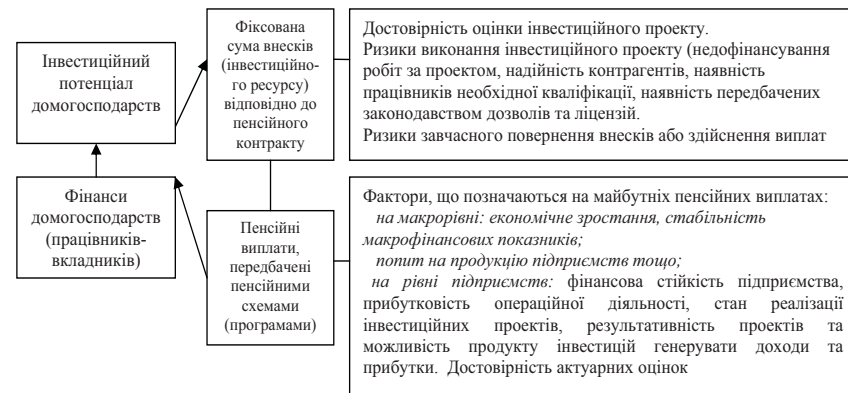 Інвестиційний
потенціал
домогосподарств
Фіксована
сума внесків
(інвестиційно-
го ресурсу)
відповідно до
пенсійного
контракту
Достовірність оцінки інвестиційного проекту.
Ризики виконання інвестиційного проекту (недофінансування
робіт за проектом, надійність контрагентів, наявність
працівників необхідної кваліфікації, наявність передбачених
законодавством дозволів та ліцензій.
Ризики завчасного повернення внесків або здійснення виплат
Фінанси
домогосподарств
(працівників-
вкладників)
Пенсійні
виплати,
передбачені
пенсійними
схемами
(програмами)
Фактори, що позначаються на майбутніх пенсійних виплатах:
на макрорівні: економічне зростання, стабільність
макрофінансових показників;
попит на продукцію підприємств тощо;
на рівні підприємств: фінансова стійкість підприємства,
прибутковість операційної діяльності, стан реалізації
інвестиційних проектів, результативність проектів та
можливість продукту інвестицій генерувати доходи та
прибутки. Достовірність актуарних оцінок